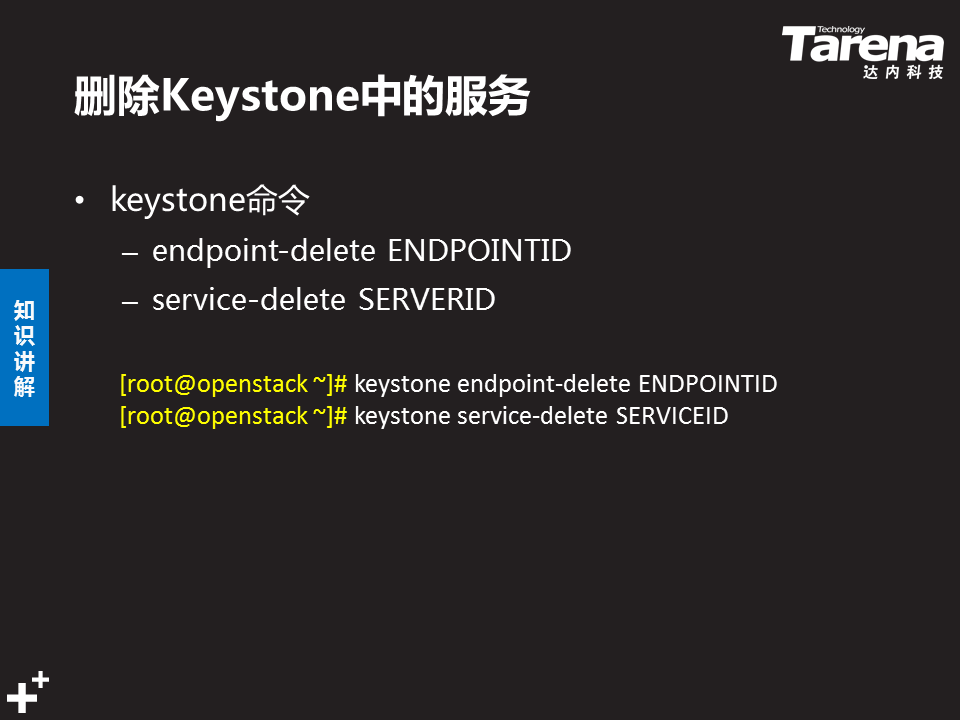 Technology
Tarena
达内科技
删除Keystone中的服务
• keystone命令
– endpoint-delete ENDPOINTID
– service-delete SERVERID
知识讲解
[root@openstack ~]# keystone endpoint-delete ENDPOINTID
[root@openstack ~]# keystone service-delete SERVICEID